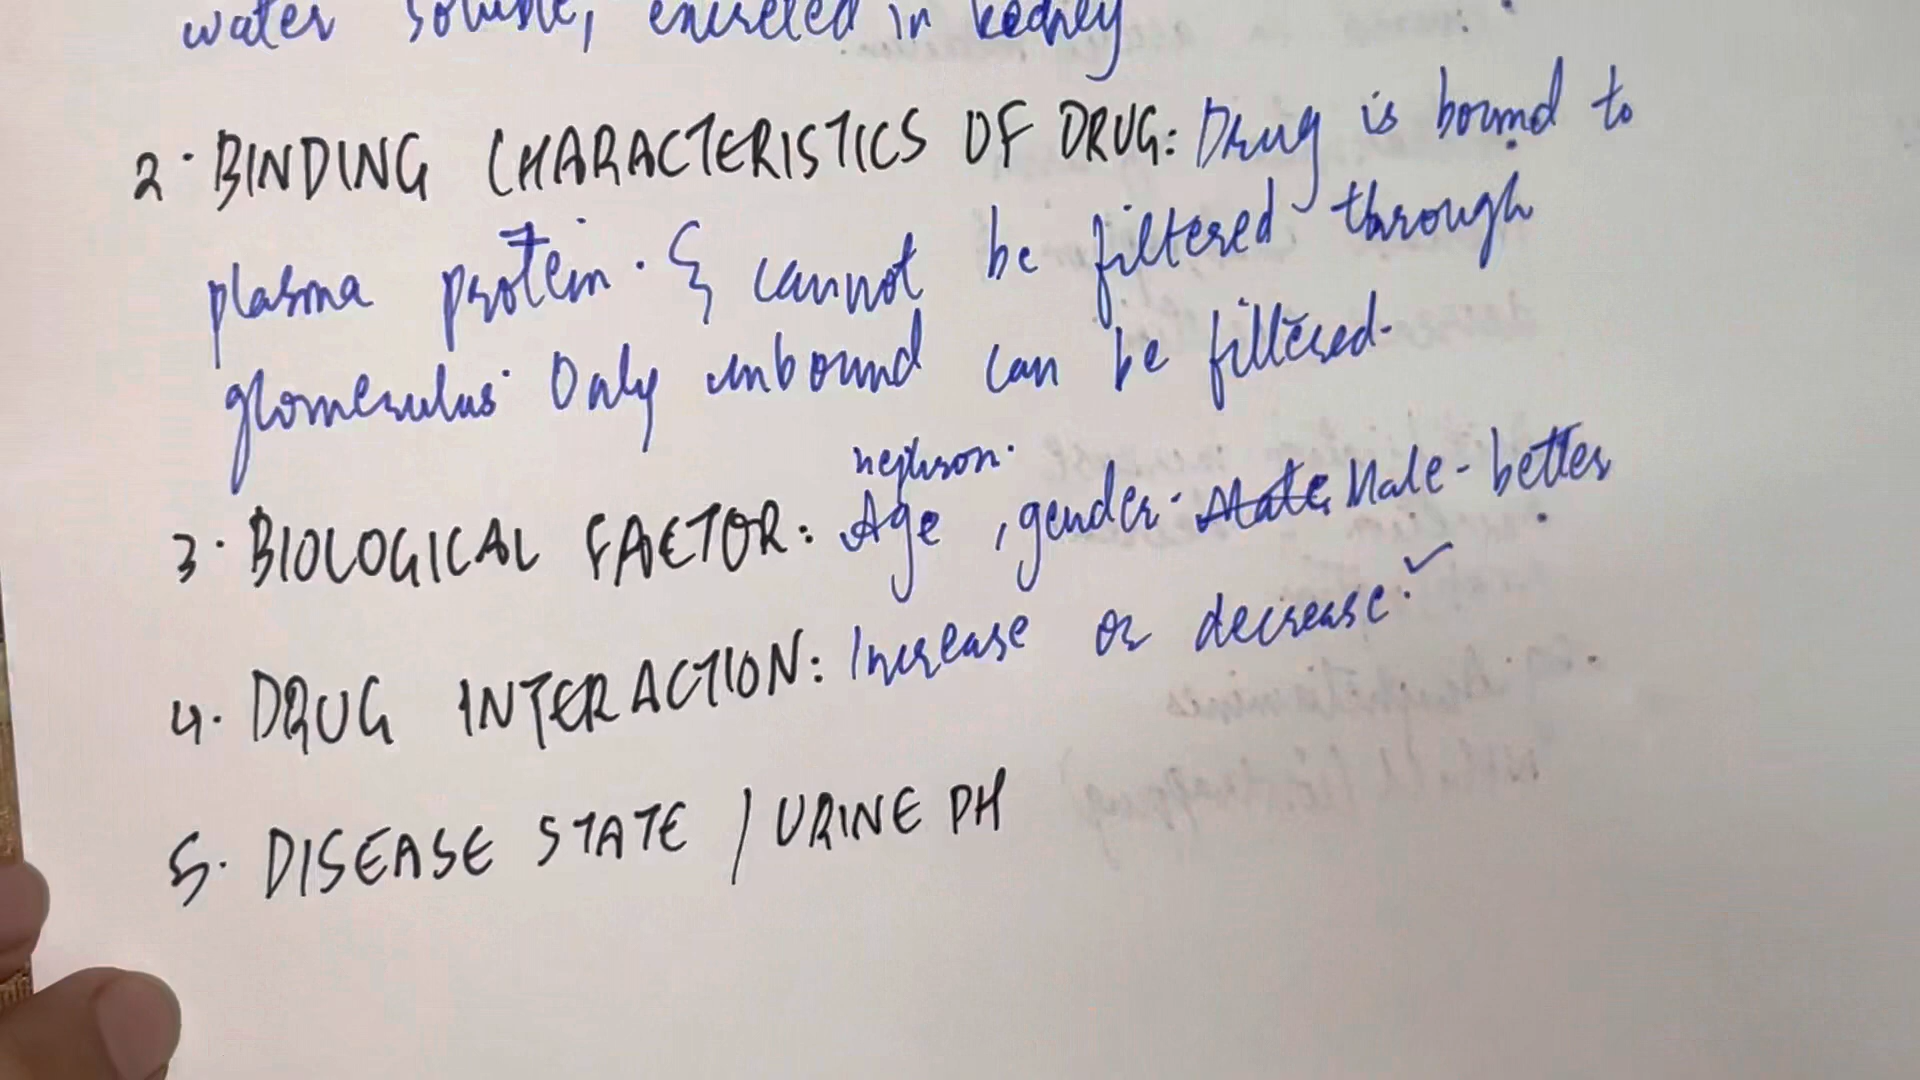 water soluble, excreted in kedney
2. BINDING CHARACTERISTICS OF DRUG: Drug is bound to
plasma protein. & cannot be filtered through
glomerulus. Only unbound can be filtered.
nephron.
3. BIOLOGICAL FACTOR: Age, gender. Male - better
4. DRUG INTERACTION: Increase or decrease. ✓
5. DISEASE STATE / URINE PH